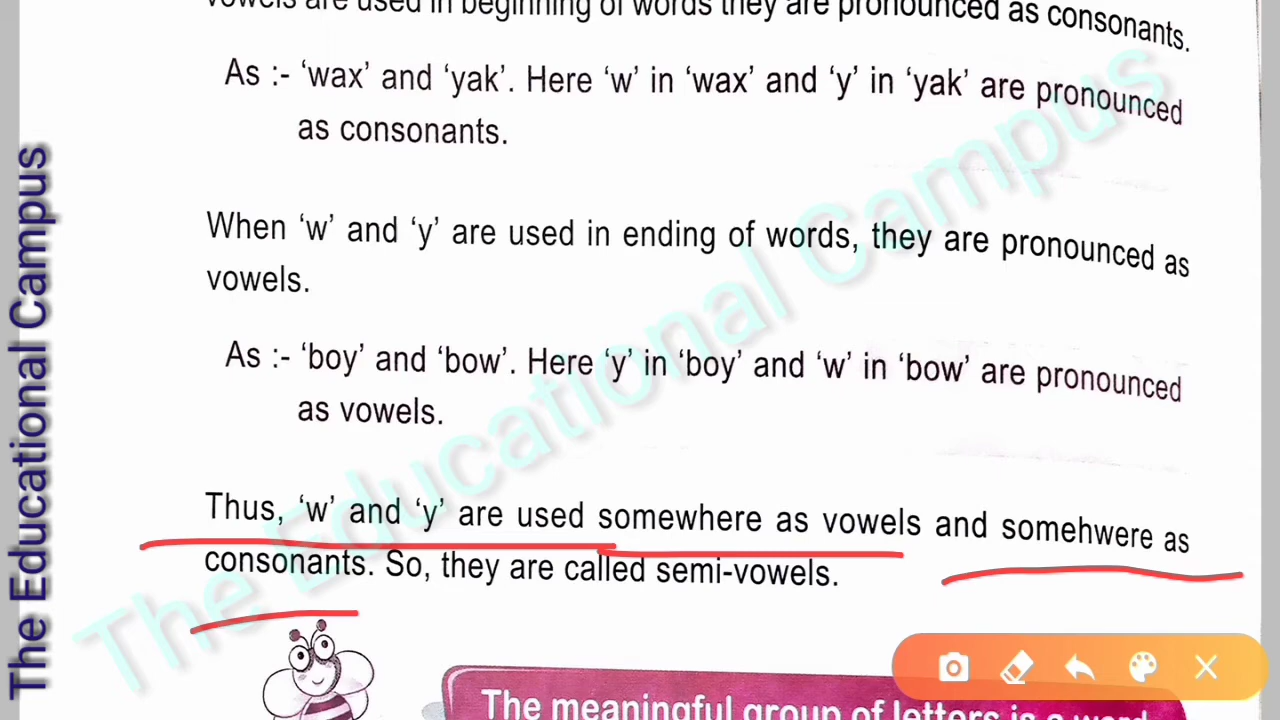 vowels are used in beginning of words they are pronounced as consonants.
As :- ‘wax’ and ‘yak’. Here ‘w’ in ‘wax’ and ‘y’ in ‘yak’ are pronounced
as consonants.
When ‘w’ and ‘y’ are used in ending of words, they are pronounced as
vowels.
As :- ‘boy’ and ‘bow’. Here ‘y’ in ‘boy’ and ‘w’ in ‘bow’ are pronounced
as vowels.
Thus, ‘w’ and ‘y’ are used somewhere as vowels and somehwere as
consonants. So, they are called semi-vowels.
The meaningful group of letters is a word
The Educational Campus
The Educational Campus